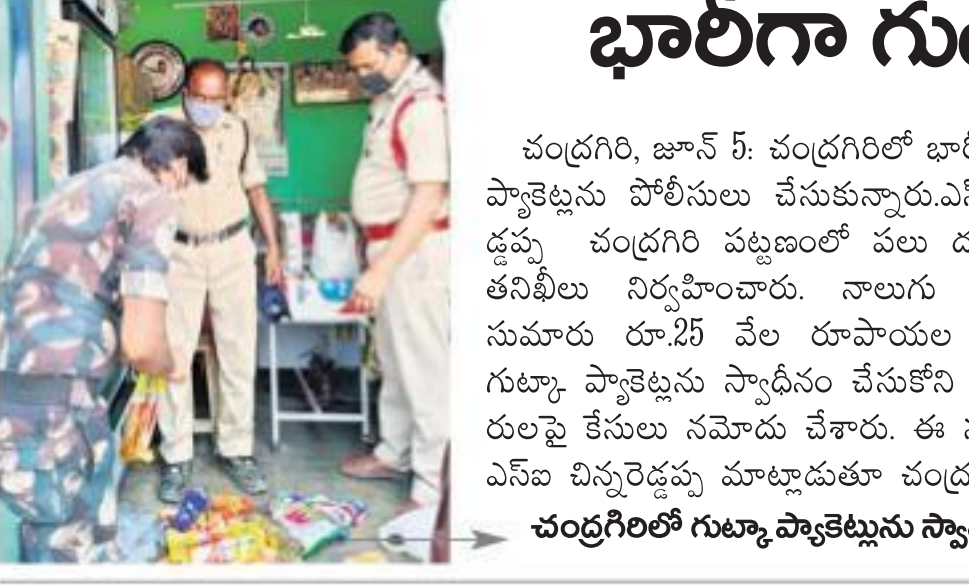 భారీగా
చంద్రగిరి, జూన్ 5: చంద్రగిరిలో
ప్యాకెట్లను పోలీసులు చేసుకున్నారు.
డ్డప్ప చంద్రగిరి పట్టణంలో పలు
తనిఖీలు నిర్వహించారు. నాలుగు
సుమారు రూ.25 వేల రూపాయల
గుట్కా ప్యాకెట్లను స్వాధీనం చేసుకోని
రులపై కేసులు నమోదు చేశారు. ఈ
ఎస్ఐ చిన్నరెడ్డప్ప మాట్లాడుతూ
చంద్రగిరిలో గుట్కా ప్యాకెట్లును